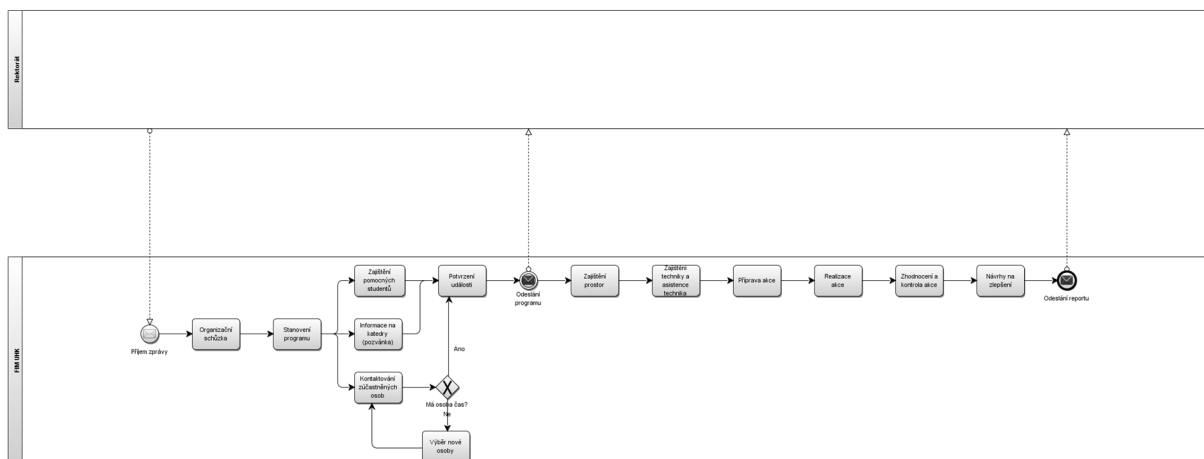 Rektorát
FIM UHK
Příjem zprávy
Organizační
schůzka
Stanovení
programu
Zajištění
pomocných
studentů
Informace na
katedry
(pozvánka)
Kontaktování
zúčastněných
osob
Má osoba čas?
Ano
Ne
Výběr nové
osoby
Potvrzení
události
Odeslání
programu
Zajištění
prostor
Zajištění
techniky a
asistence
technika
Příprava akce
Realizace
akce
Zhodnocení a
kontrola akce
Návrhy na
zlepšení
Odeslání reportu